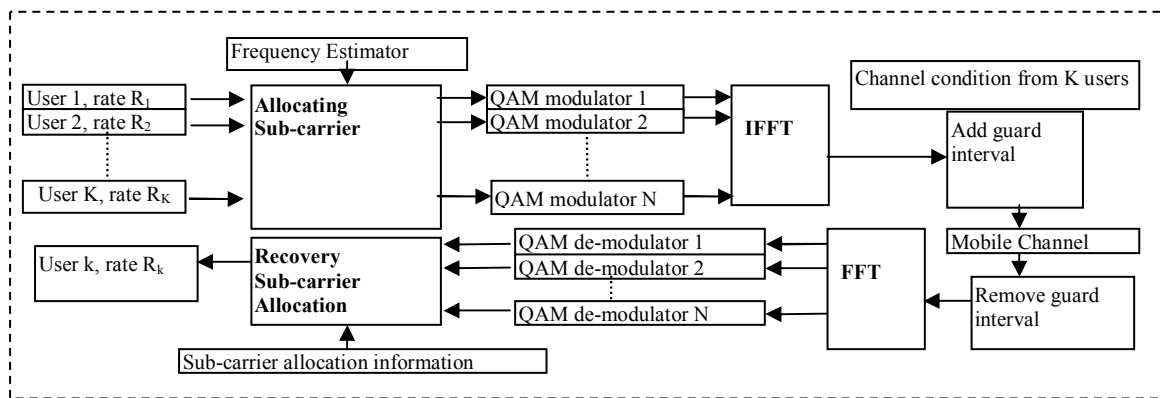 Frequency Estimator
Channel condition from K users
User 1, rate R₁
User 2, rate R₂
User K, rate Rₖ
Allocating
Sub-carrier
QAM modulator 1
QAM modulator 2
QAM modulator N
IFFT
Add guard
interval
Mobile Channel
Remove guard
interval
FFT
QAM de-modulator 1
QAM de-modulator 2
QAM de-modulator N
Recovery
Sub-carrier
Allocation
User k, rate Rₖ
Sub-carrier allocation information